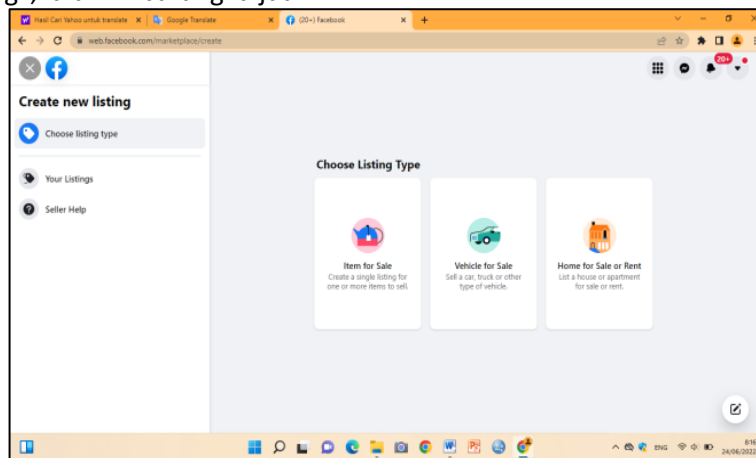 Hasil Cari Yahoo untuk translate
Google Translate
(20+) Facebook
web.facebook.com/marketplace/create
20+
Create new listing
Choose listing type
Your Listings
Seller Help
Choose Listing Type
Item for Sale
Create a single listing for
one or more items to sell.
Vehicle for Sale
Sell a car, truck or other
type of vehicle.
Home for Sale or Rent
List a house or apartment
for sale or rent.
ENG
24/06/2022